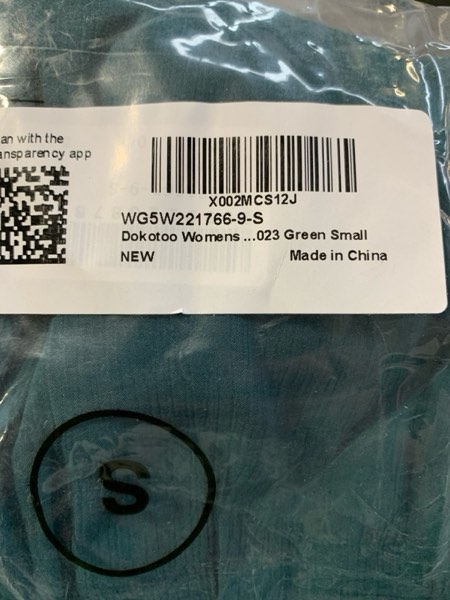 an with the
ansparency app
X002MCS12J
WG5W221766-9-S
Dokotoo Womens ...023 Green Small
NEW
Made in China
S